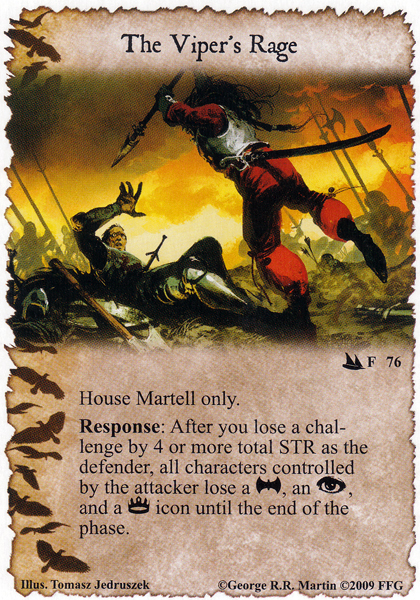 The Viper's Rage
F 76
House Martell only.
Response: After you lose a chal-
lenge by 4 or more total STR as the
defender, all characters controlled
by the attacker lose a , an ,
and a icon until the end of the
phase.
Illus. Tomasz Jedruszek ©George R.R. Martin ©2009 FFG